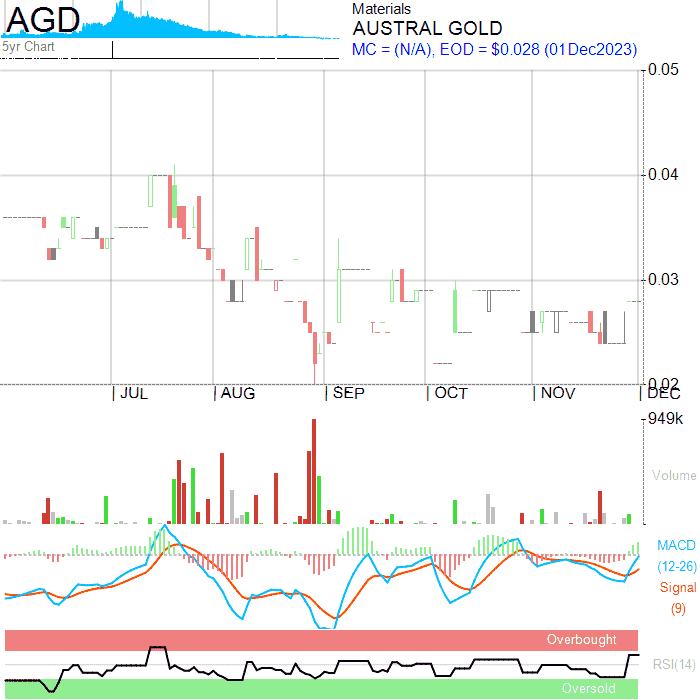 AGD
5yr Chart
Materials
AUSTRAL GOLD
MC = (N/A), EOD = $0.028 (01Dec2023)
0.05
0.04
0.03
0.02
JUL AUG SEP OCT NOV DEC
949k
Volume
MACD
(12-26)
Signal
(9)
Overbought
RSI(14)
Oversold